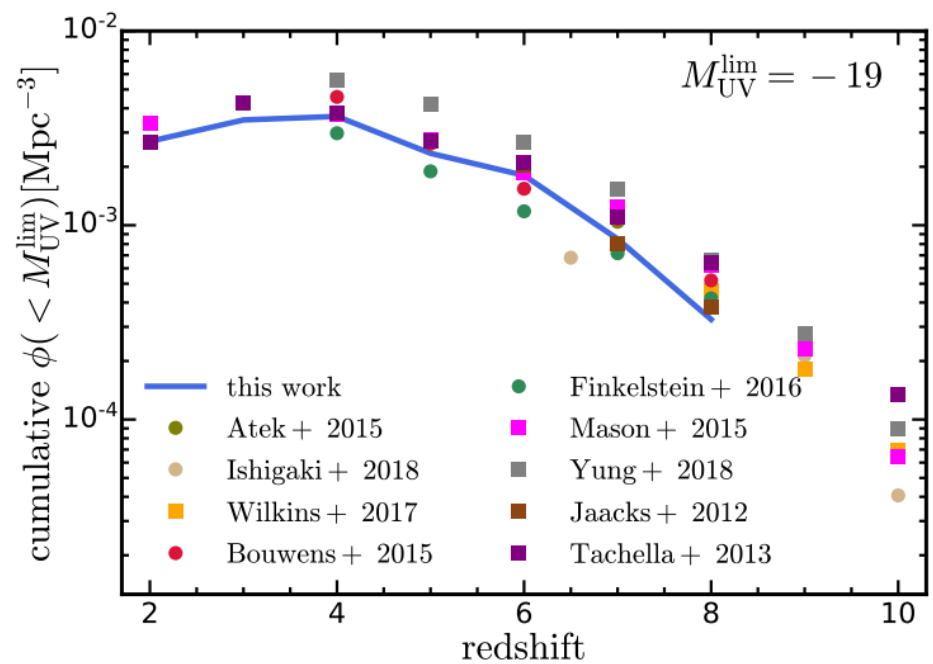 10^-2
10^-3
10^-4
cumulative ϕ(< M_UV^lim)[Mpc^−3]
M_UV^lim = − 19
this work
Atek+ 2015
Ishigaki+ 2018
Wilkins+ 2017
Bouwens+ 2015
Finkelstein+ 2016
Mason+ 2015
Yung+ 2018
Jaacks+ 2012
Tachella+ 2013
2 4 6 8 10
redshift